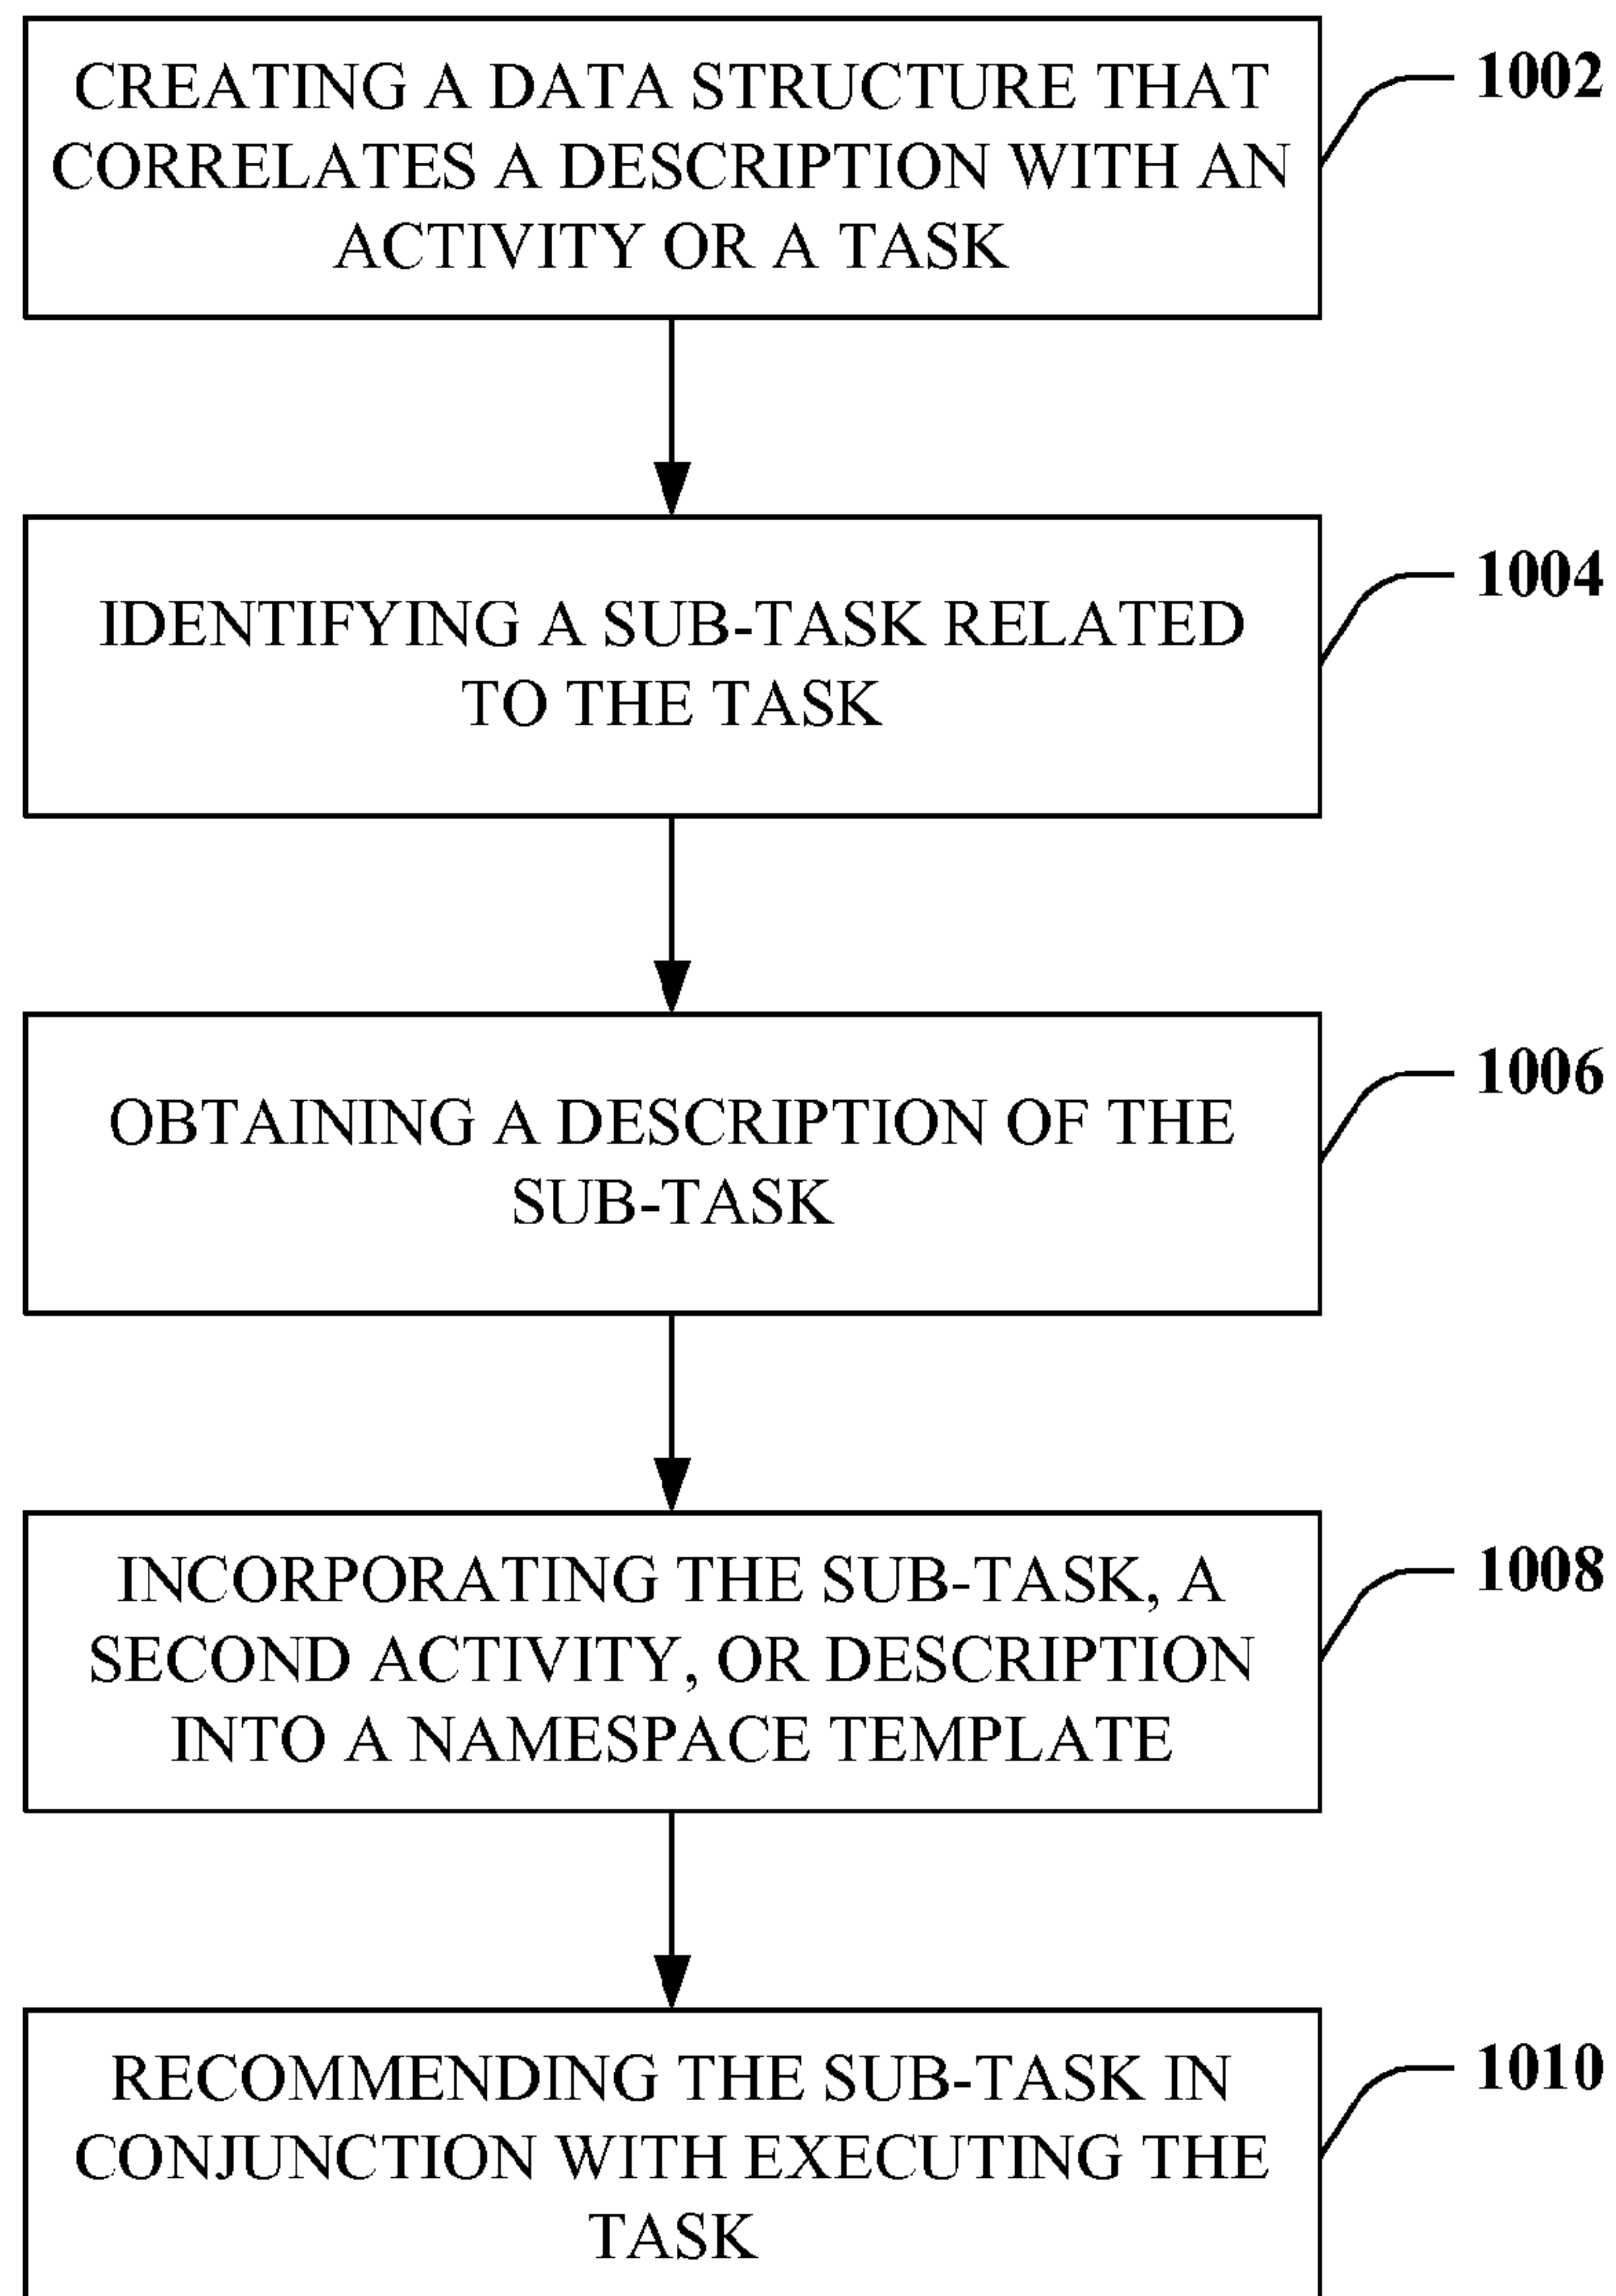 CREATING A DATA STRUCTURE THAT
CORRELATES A DESCRIPTION WITH AN
ACTIVITY OR A TASK
1002
IDENTIFYING A SUB-TASK RELATED
TO THE TASK
1004
OBTAINING A DESCRIPTION OF THE
SUB-TASK
1006
INCORPORATING THE SUB-TASK, A
SECOND ACTIVITY, OR DESCRIPTION
INTO A NAMESPACE TEMPLATE
1008
RECOMMENDING THE SUB-TASK IN
CONJUNCTION WITH EXECUTING THE
TASK
1010